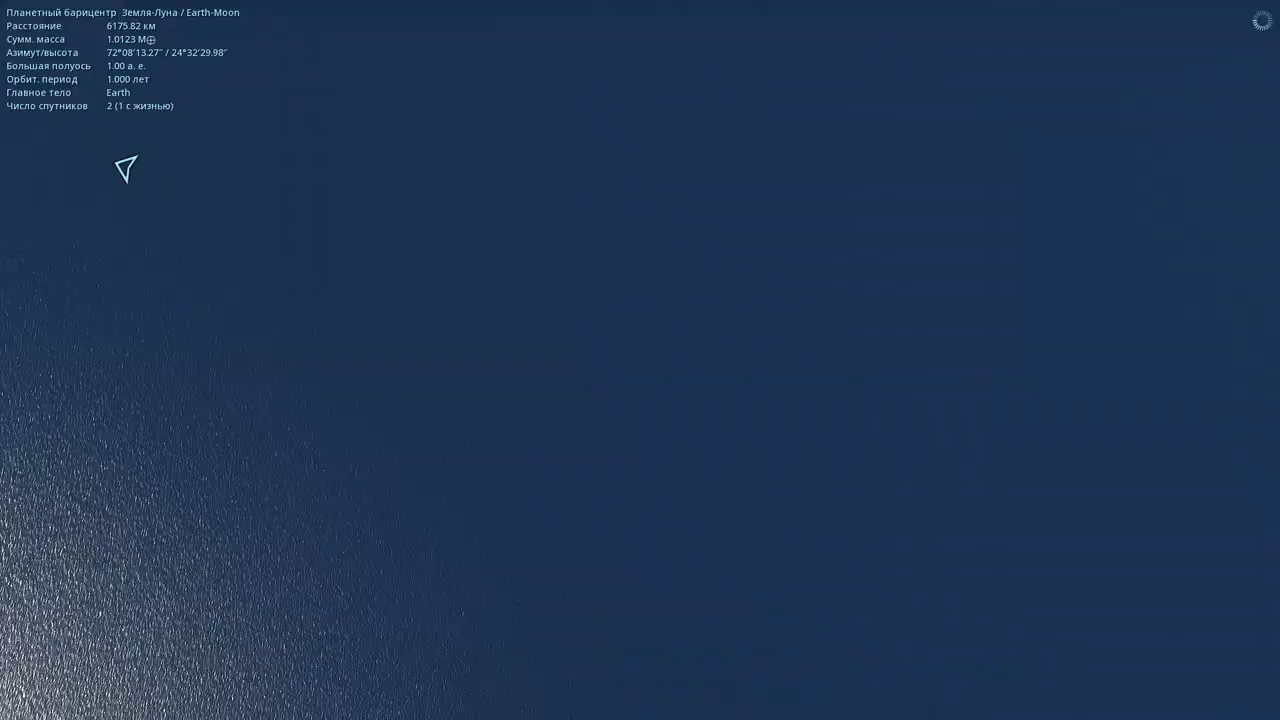 Планетный барицентр Земля-Луна / Earth-Moon
Расстояние 6175.82 км
Сумм. масса 1.0123 M⊕
Азимут/высота 72°08′13.27″ / 24°32′29.98″
Большая полуось 1.00 а. е.
Орбит. период 1.000 лет
Главное тело Earth
Число спутников 2 (1 с жизнью)